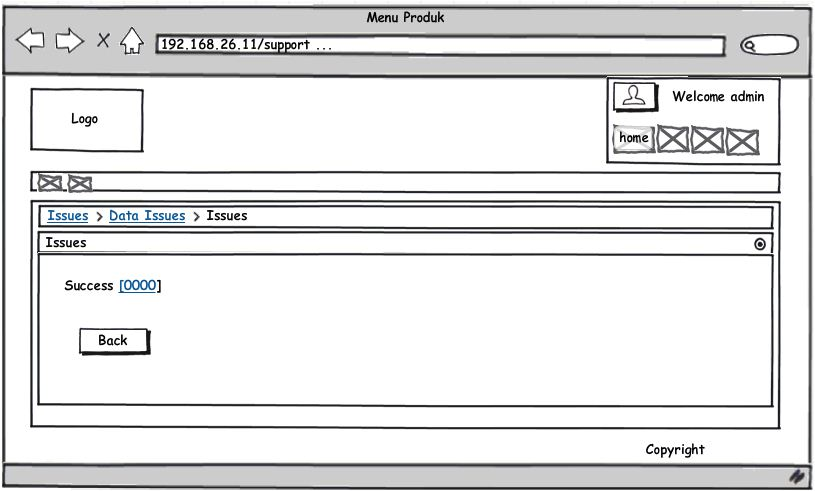 Menu Produk
192.168.26.11/support ...
Logo
Welcome admin
home
Issues > Data Issues > Issues
Issues
Success [0000]
Back
Copyright